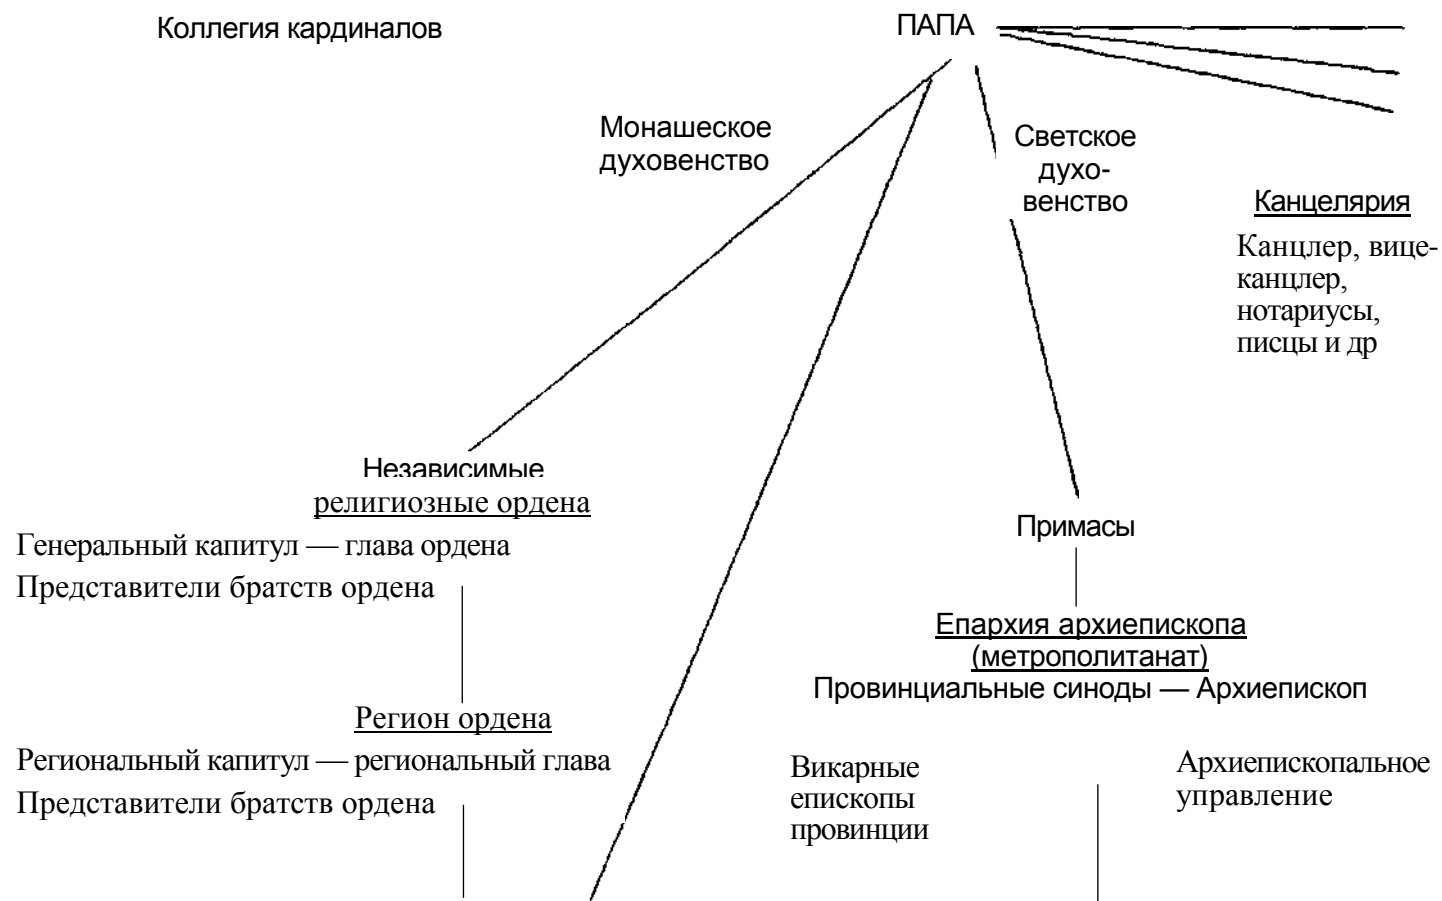 Коллегия кардиналов
ПАПА
Монашеское
духовенство
Светское
духо-
венство
Канцелярия
Канцлер, вице-
канцлер,
нотариусы,
писцы и др
Независимые
религиозные ордена
Генеральный капитул — глава ордена
Представители братств ордена
Примасы
Епархия архиепископа
(метрополитанат)
Провинциальные синоды — Архиепископ
Регион ордена
Региональный капитул — региональный глава
Представители братств ордена
Викарные
епископы
провинции
Архиепископальное
управление